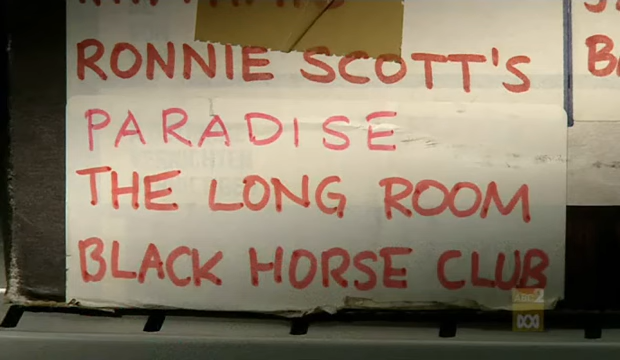 RONNIE SCOTT'S
PARADISE
THE LONG ROOM
BLACK HORSE CLUB